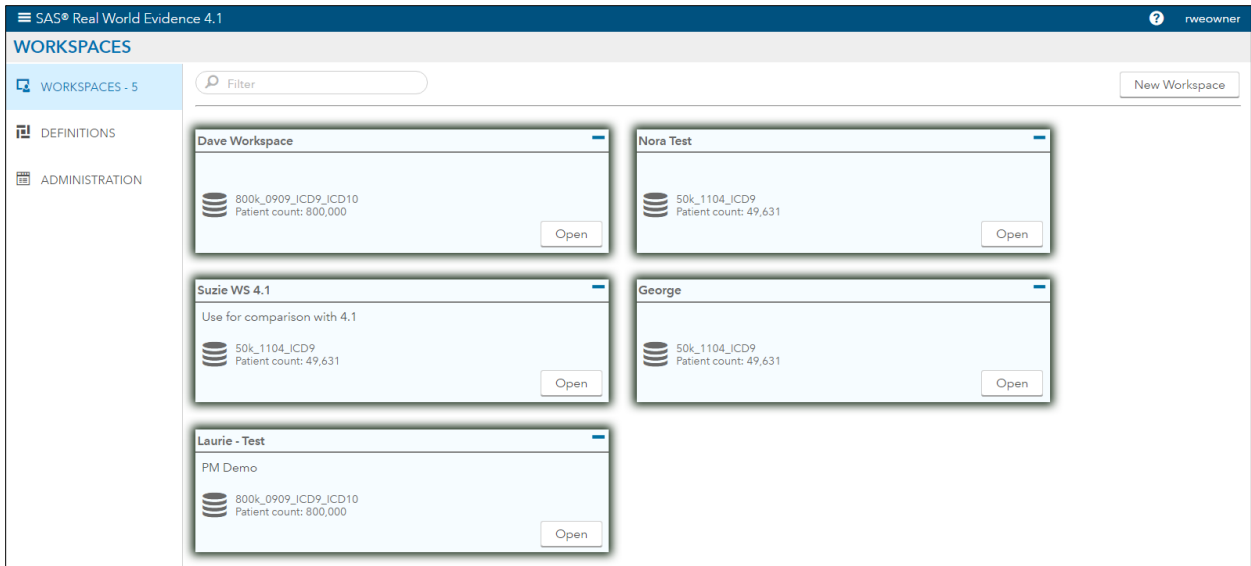 SAS® Real World Evidence 4.1
? rweowner
WORKSPACES
WORKSPACES - 5
DEFINITIONS
ADMINISTRATION
Filter
New Workspace
Dave Workspace
800k_0909_ICD9_ICD10
Patient count: 800,000
Open
Nora Test
50k_1104_ICD9
Patient count: 49,631
Open
Suzie WS 4.1
Use for comparison with 4.1
50k_1104_ICD9
Patient count: 49,631
Open
George
50k_1104_ICD9
Patient count: 49,631
Open
Laurie - Test
PM Demo
800k_0909_ICD9_ICD10
Patient count: 800,000
Open